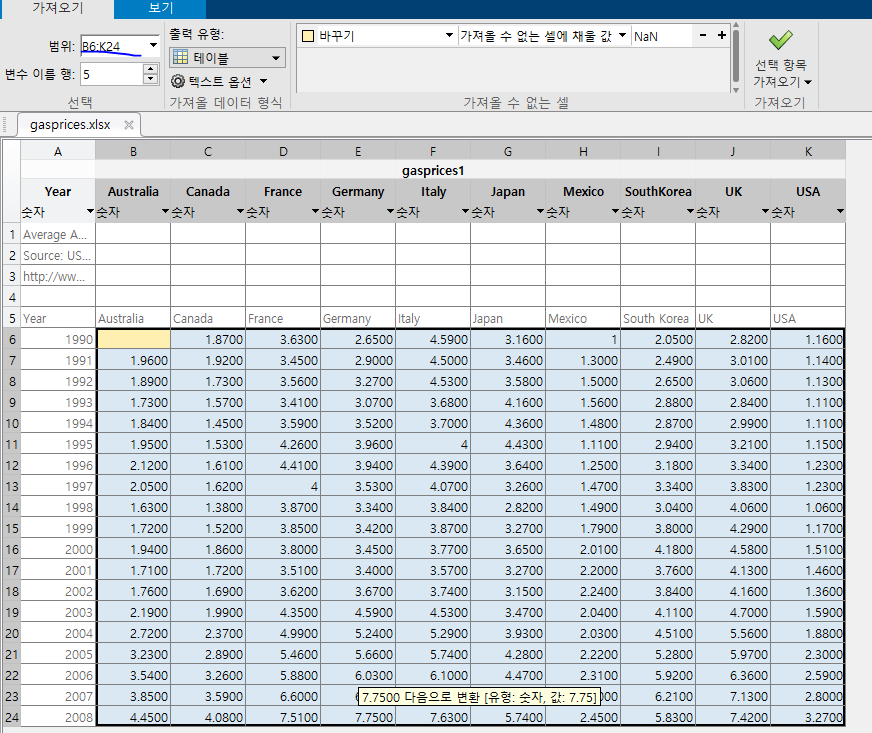 가져오기 보기
범위: B6:K24
변수 이름 행: 5
선택
출력 유형:
테이블
텍스트 옵션
가져올 데이터 형식
바꾸기 가져올 수 없는 셀에 채울 값 NaN - +
가져올 수 없는 셀
선택 항목
가져오기
가져오기
gasprices.xlsx
A B C D E F G H I J K
gasprices1
Year Australia Canada France Germany Italy Japan Mexico SouthKorea UK USA
숫자 숫자 숫자 숫자 숫자 숫자 숫자 숫자 숫자 숫자 숫자
1 Average A...
2 Source: US...
3 http://ww...
4
5 Year Australia Canada France Germany Italy Japan Mexico South Korea UK USA
6 1990 1.8700 3.6300 2.6500 4.5900 3.1600 1 2.0500 2.8200 1.1600
7 1991 1.9600 1.9200 3.4500 2.9000 4.5000 3.4600 1.3000 2.4900 3.0100 1.1400
8 1992 1.8900 1.7300 3.5600 3.2700 4.5300 3.5800 1.5000 2.6500 3.0600 1.1300
9 1993 1.7300 1.5700 3.4100 3.0700 3.6800 4.1600 1.5600 2.8800 2.8400 1.1100
10 1994 1.8400 1.4500 3.5900 3.5200 3.7000 4.3600 1.4800 2.8700 2.9900 1.1100
11 1995 1.9500 1.5300 4.2600 3.9600 4 4.4300 1.1100 2.9400 3.2100 1.1500
12 1996 2.1200 1.6100 4.4100 3.9400 4.3900 3.6400 1.2500 3.1800 3.3400 1.2300
13 1997 2.0500 1.6200 4 3.5300 4.0700 3.2600 1.4700 3.3400 3.8300 1.2300
14 1998 1.6300 1.3800 3.8700 3.3400 3.8400 2.8200 1.4900 3.0400 4.0600 1.0600
15 1999 1.7200 1.5200 3.8500 3.4200 3.8700 3.2700 1.7900 3.8000 4.2900 1.1700
16 2000 1.9400 1.8600 3.8000 3.4500 3.7700 3.6500 2.0100 4.1800 4.5800 1.5100
17 2001 1.7100 1.7200 3.5100 3.4000 3.5700 3.2700 2.2000 3.7600 4.1300 1.4600
18 2002 1.7600 1.6900 3.6200 3.6700 3.7400 3.1500 2.2400 3.8400 4.1600 1.3600
19 2003 2.1900 1.9900 4.3500 4.5900 4.5300 3.4700 2.0400 4.1100 4.7000 1.5900
20 2004 2.7200 2.3700 4.9900 5.2400 5.2900 3.9300 2.0300 4.5100 5.5600 1.8800
21 2005 3.2300 2.8900 5.4600 5.6600 5.7400 4.2800 2.2200 5.2800 5.9700 2.3000
22 2006 3.5400 3.2600 5.8800 6.0300 6.1000 4.4700 2.3100 5.9200 6.3600 2.5900
23 2007 3.8500 3.5900 6.6000 7.7500 다음으로 변환 [유형: 숫자, 값: 7.75] 6.2100 7.1300 2.8000
24 2008 4.4500 4.0800 7.5100 7.7500 7.6300 5.7400 2.4500 5.8300 7.4200 3.2700